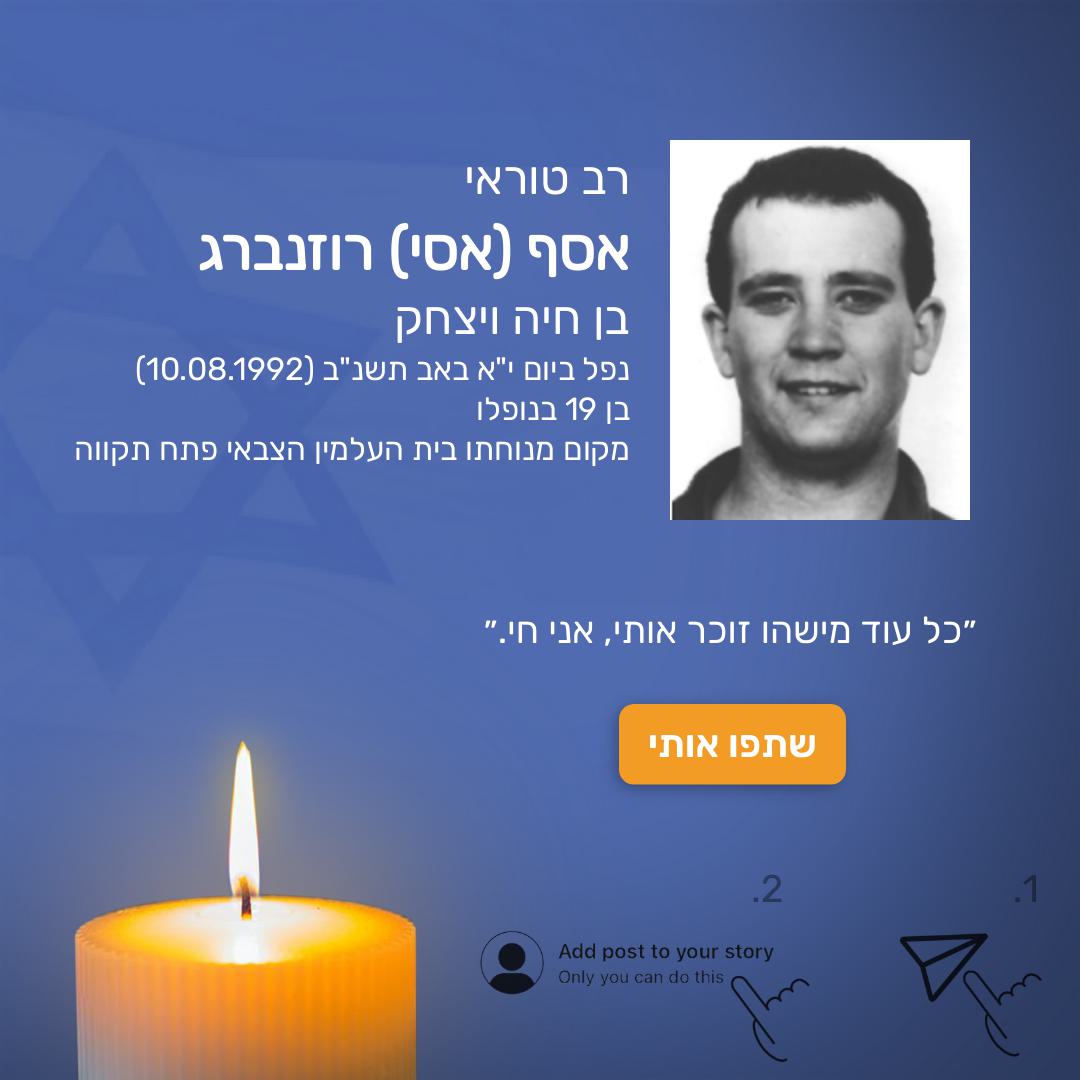 רב טוראי
אסף (אסי) רוזנברג
בן חיה ויצחק
נפל ביום י"א באב תשנ"ב (10.08.1992)
בן 19 בנופלו
מקום מנוחתו בית העלמין הצבאי פתח תקווה
״כל עוד מישהו זוכר אותי, אני חי.״
שתפו אותי
.1
.2
Add post to your story
Only you can do this